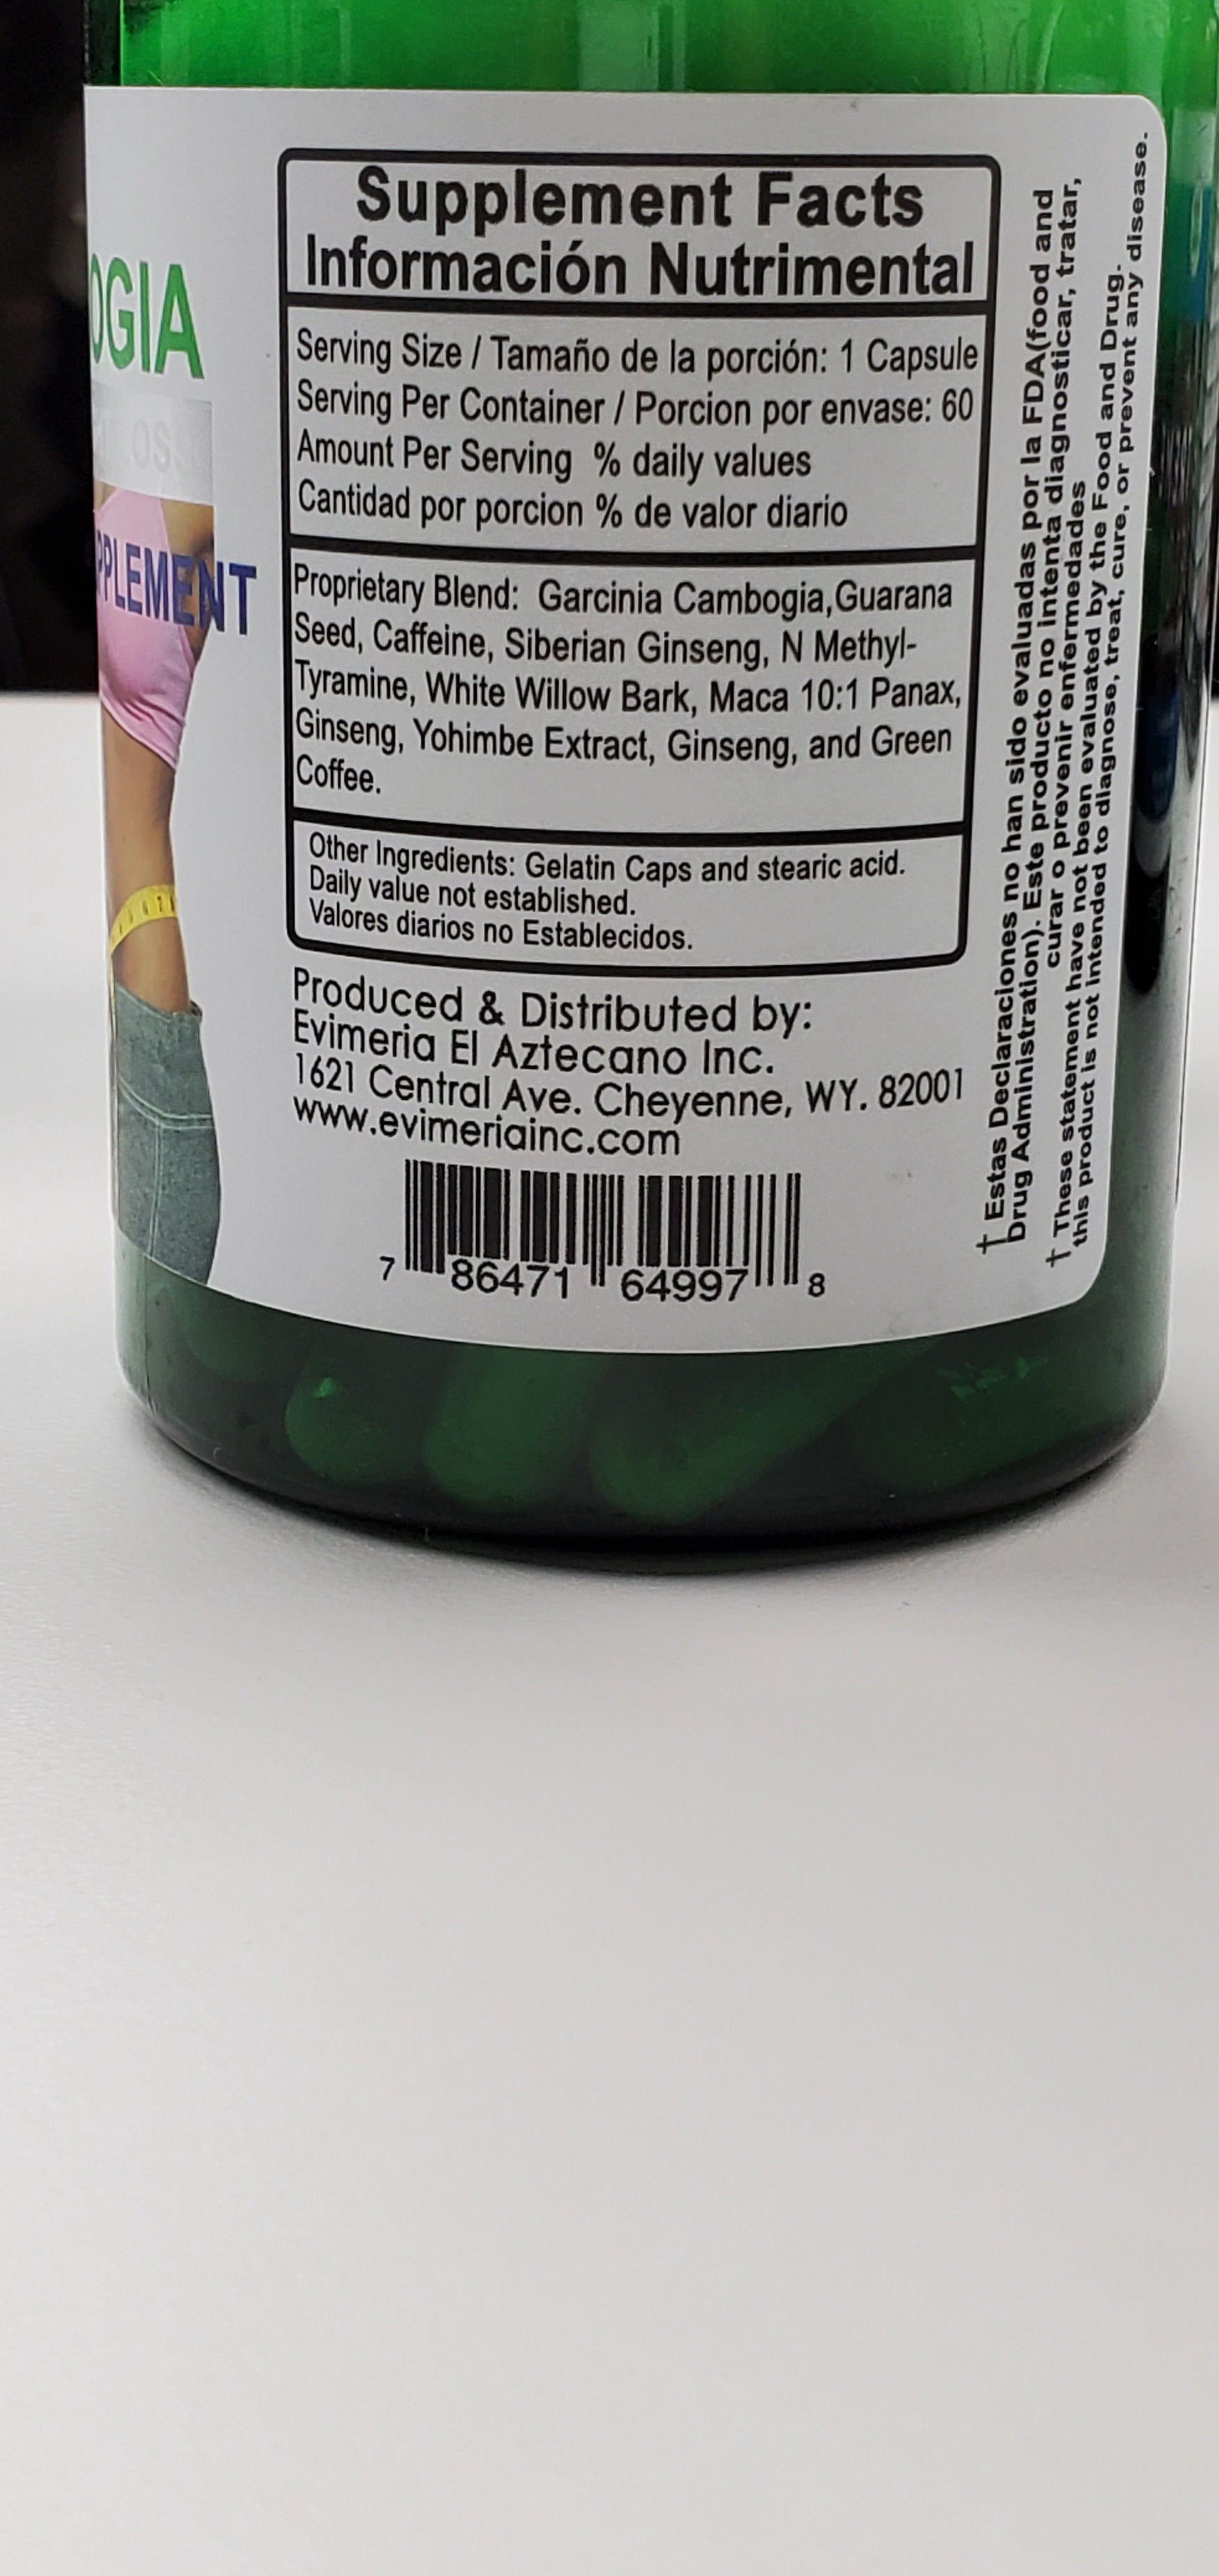 OGIA
OSS
PPLEMENT
Supplement Facts
Información Nutrimental
Serving Size / Tamaño de la porción: 1 Capsule
Serving Per Container / Porcion por envase: 60
Amount Per Serving % daily values
Cantidad por porcion % de valor diario
Proprietary Blend: Garcinia Cambogia,Guarana
Seed, Caffeine, Siberian Ginseng, N Methyl-
Tyramine, White Willow Bark, Maca 10:1 Panax,
Ginseng, Yohimbe Extract, Ginseng, and Green
Coffee.
Other Ingredients: Gelatin Caps and stearic acid.
Daily value not established.
Valores diarios no Establecidos.
Produced & Distributed by:
Evimeria El Aztecano Inc.
1621 Central Ave. Cheyenne, WY. 82001
www.evimeriainc.com
7 86471 64997 8
† Estas Declaraciones no han sido evaluadas por la FDA(food and
Drug Administration). Este producto no intenta diagnosticar, tratar,
curar o prevenir enfermedades
† These statement have not been evaluated by the Food and Drug.
this product is not intended to diagnose, treat, cure, or prevent any disease.